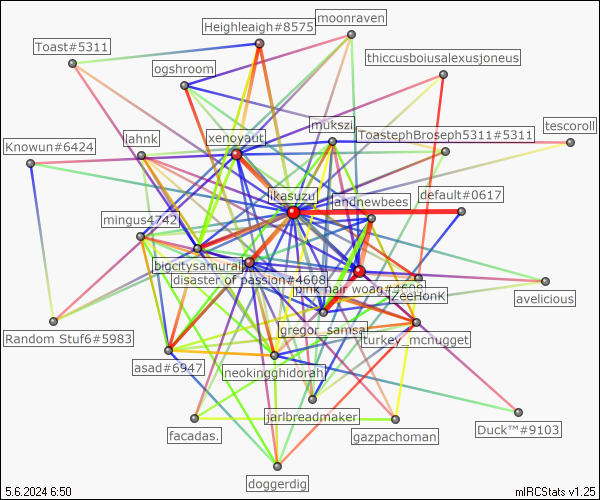 moonraven
Heighleaigh#8575
Toast#5311
thiccusboiusalexusjoneus
ogshroom
mukszi
tescoroll
ToastephBroseph5311#5311
lahnk
xenovaut
Knowun#6424
ikasuzu
default#0617
andnewbees
mingus4742
bigcitysamurai
disaster of passion#4608
pink hair woag#4608
ZeeHonK
avelicious
gregor_samsa
Random Stuf6#5983
turkey_mcnugget
asad#6947
neokingghidorah
jarlbreadmaker
facadas.
gazpachoman
Duck™#9103
doggerdig
5.6.2024 6:50
mIRCStats v1.25